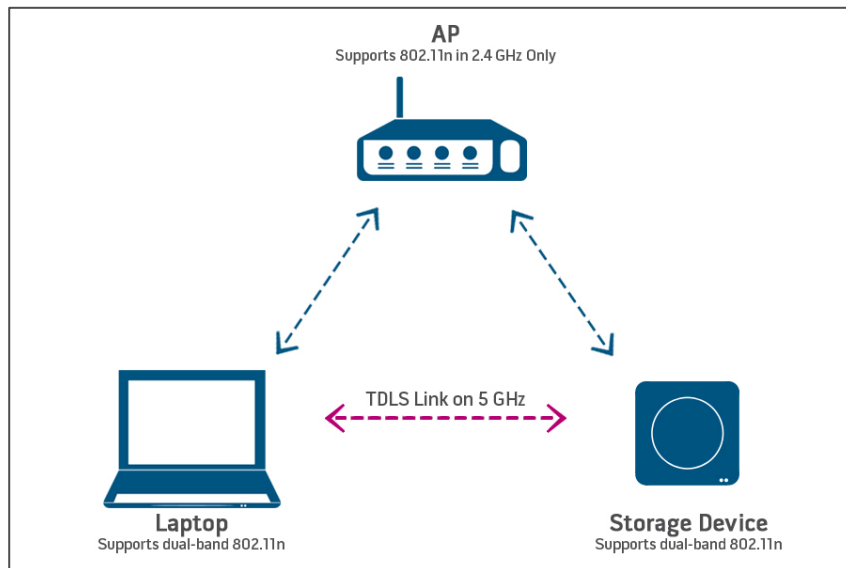 AP
Supports 802.11n in 2.4 GHz Only
TDLS Link on 5 GHz
Laptop
Supports dual-band 802.11n
Storage Device
Supports dual-band 802.11n